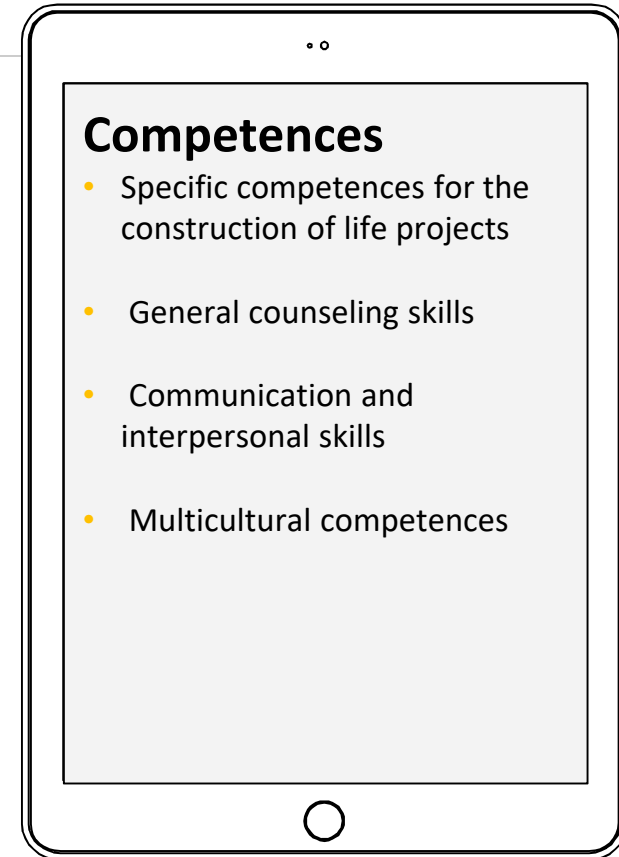 Competences
• Specific competences for the
construction of life projects
• General counseling skills
• Communication and
interpersonal skills
• Multicultural competences